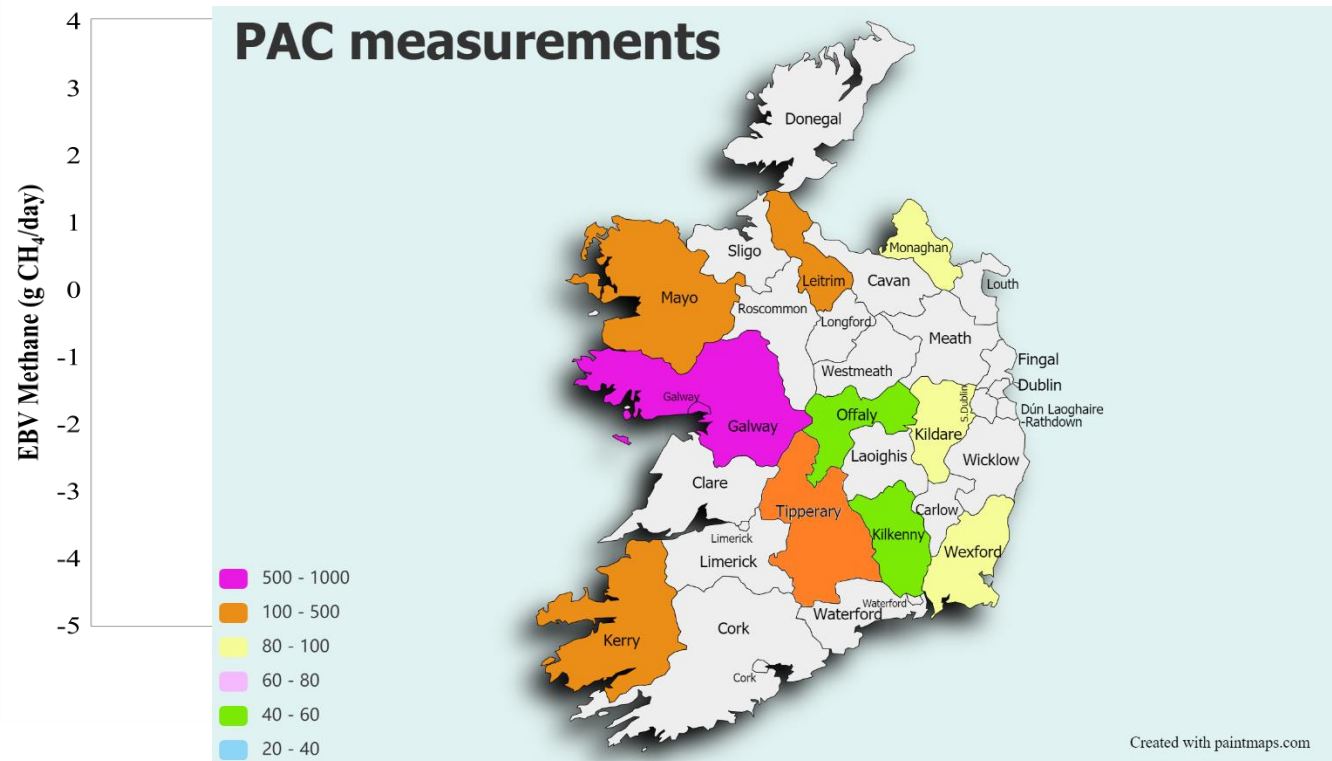 PAC measurements
EBV Methane (g CH₄/day)
4
3
2
1
0
-1
-2
-3
-4
-5
Donegal
Monaghan
Sligo
Leitrim
Cavan
Louth
Mayo
Roscommon
Longford
Meath
Westmeath
Fingal
Dublin
S.Dublin
Dún Laoghaire
-Rathdown
Galway
Galway
Offaly
Kildare
Laoighis
Wicklow
Clare
Tipperary
Carlow
Limerick
Limerick
Kilkenny
Wexford
Waterford
Waterford
Kerry
Cork
Cork
500 - 1000
100 - 500
80 - 100
60 - 80
40 - 60
20 - 40
Created with paintmaps.com